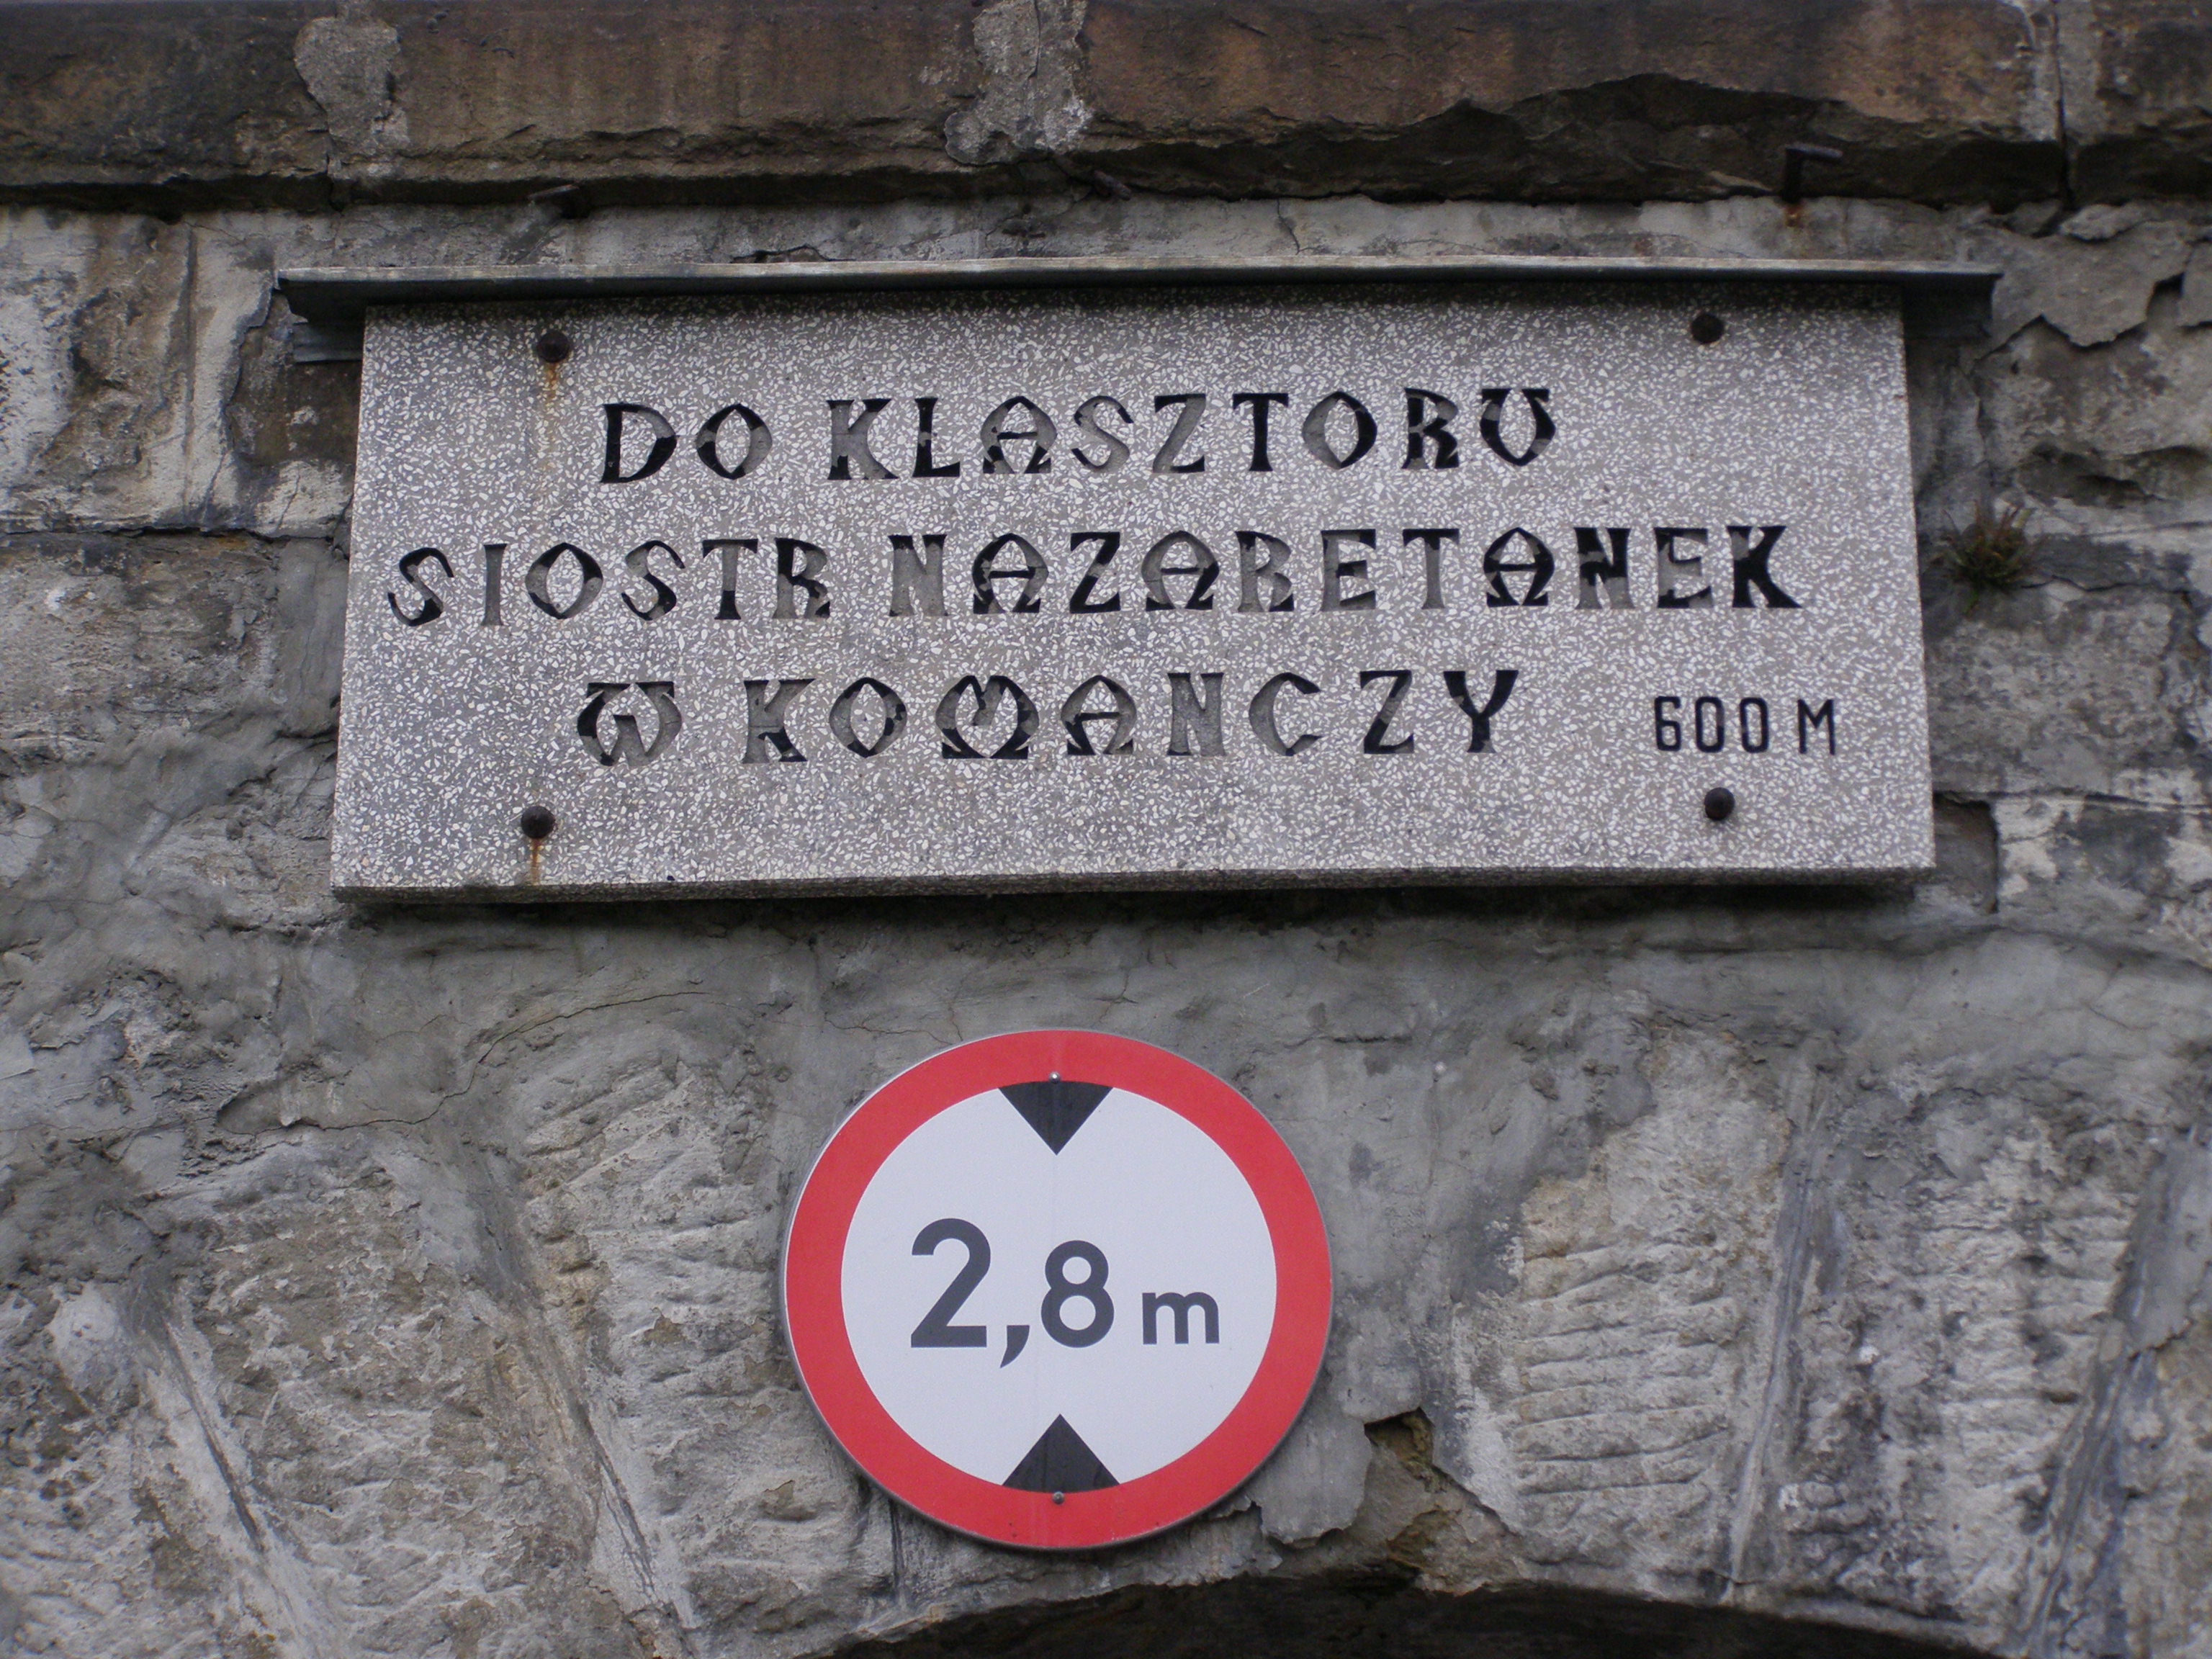 DO KLASZTORU
SIOSTR NAZARETANEK
W KOMANCZY 600 M
2,8 m